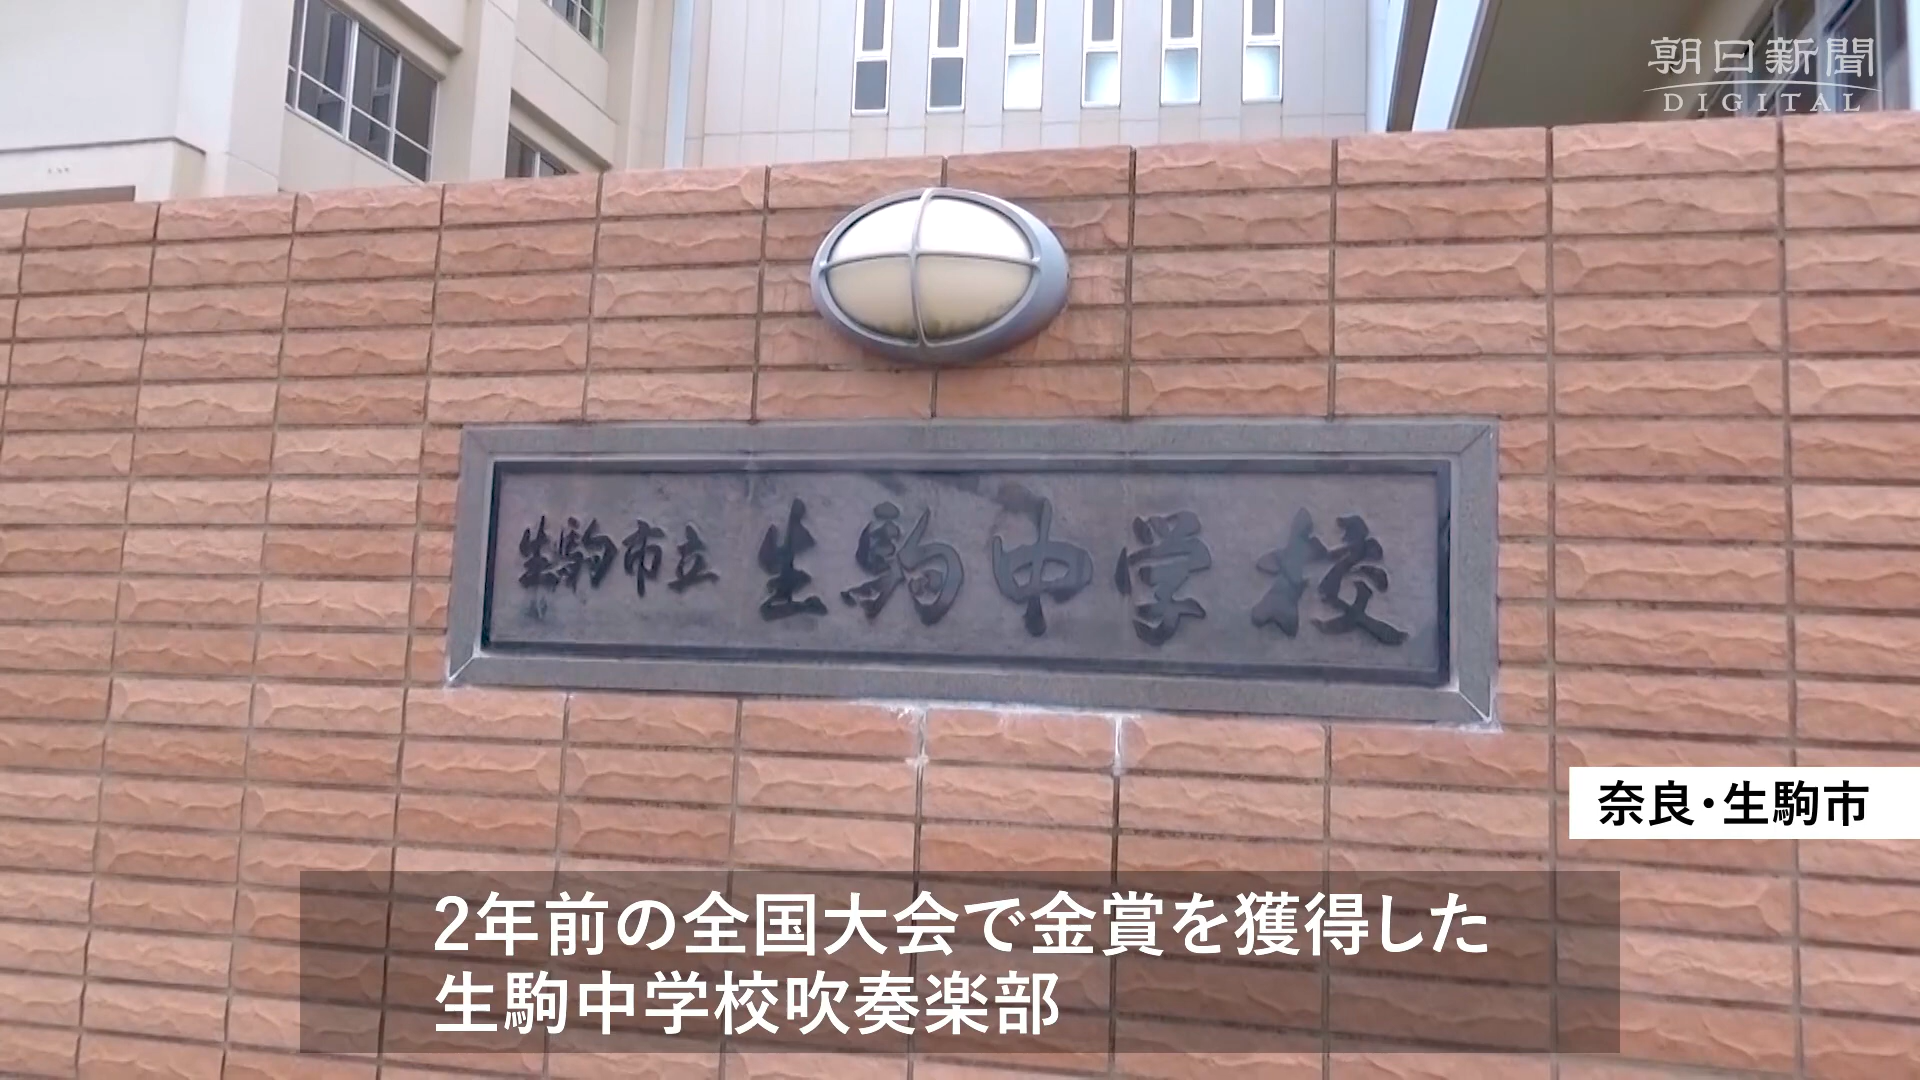 朝日新聞
DIGITAL
生駒市立 生駒中学校
奈良・生駒市
2年前の全国大会で金賞を獲得した
生駒中学校吹奏楽部